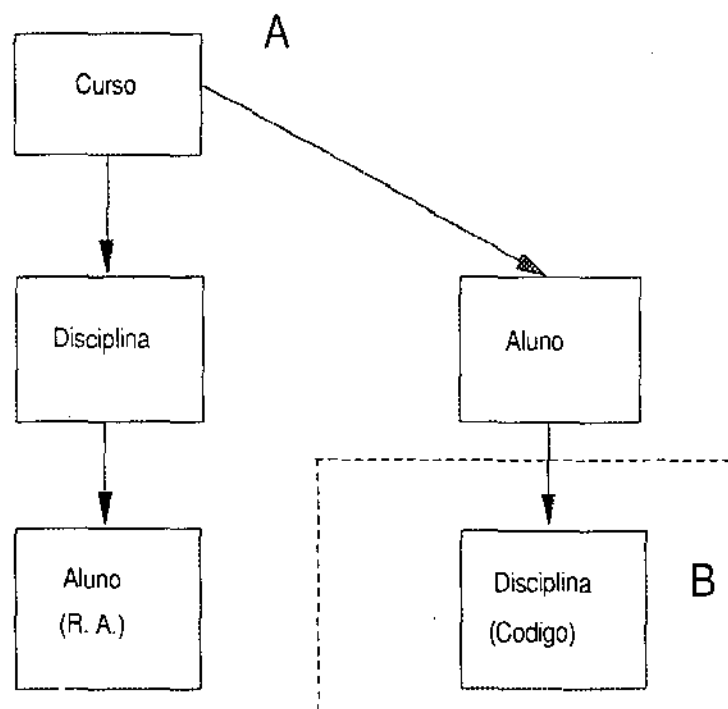 A
Curso
Disciplina
Aluno
Aluno
(R. A.)
Disciplina
(Codigo)
B